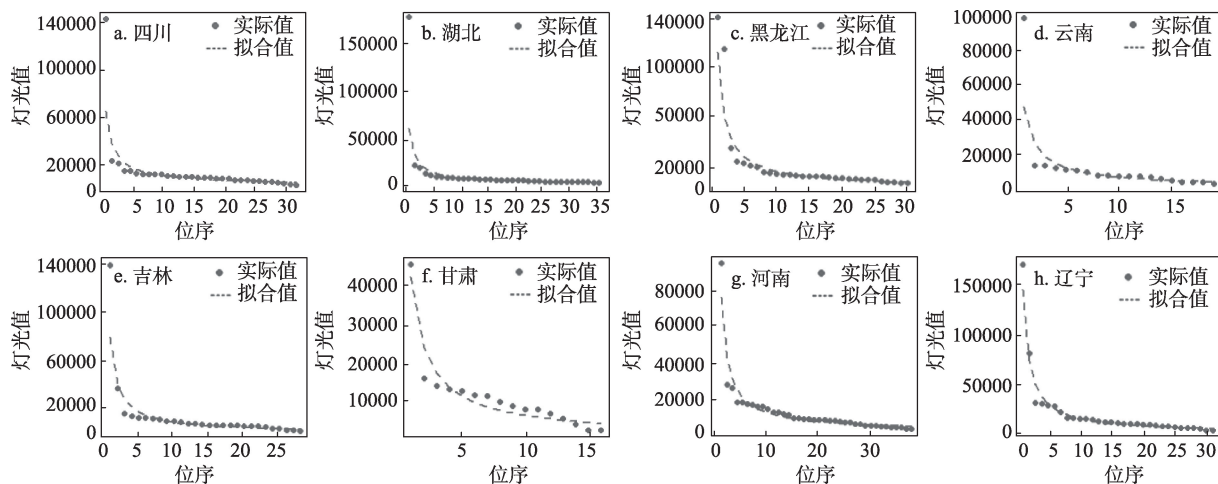 a. 四川
实际值
拟合值
140000
100000
60000
20000
0
灯光值
0 5 10 15 20 25 30
位序
b. 湖北
实际值
拟合值
150000
100000
50000
0
灯光值
0 5 10 15 20 25 30 35
位序
c. 黑龙江
实际值
拟合值
140000
100000
50000
20000
0
灯光值
0 5 10 15 20 25 30
位序
d. 云南
实际值
拟合值
100000
80000
60000
40000
20000
0
灯光值
5 10 15
位序
e. 吉林
实际值
拟合值
140000
100000
60000
20000
0
灯光值
0 5 10 15 20 25
位序
f. 甘肃
实际值
拟合值
40000
30000
20000
10000
灯光值
5 10 15
位序
g. 河南
实际值
拟合值
80000
60000
40000
20000
0
灯光值
0 10 20 30
位序
h. 辽宁
实际值
拟合值
150000
100000
50000
0
灯光值
0 5 10 15 20 25 30
位序